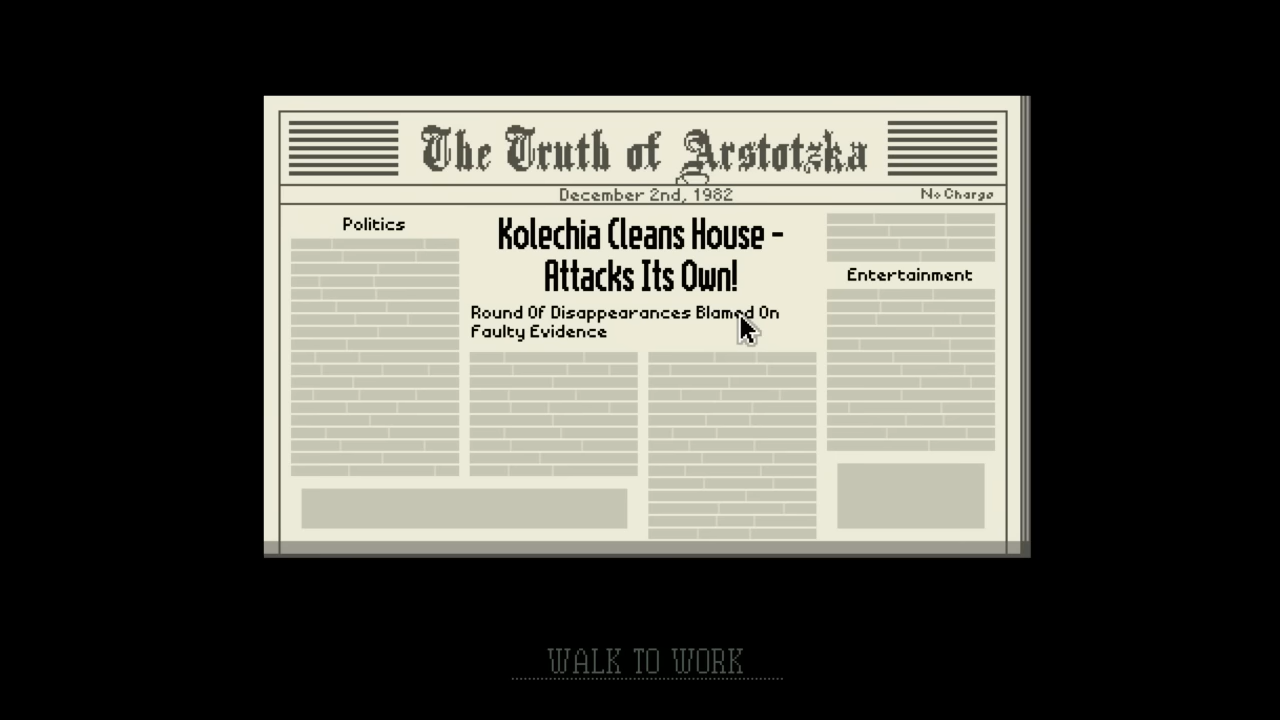 The Truth of Arstotzka
December 2nd, 1982
No Charge
Politics
Kolechia Cleans House -
Attacks Its Own!
Round Of Disappearances Blamed On
Faulty Evidence
Entertainment
WALK TO WORK